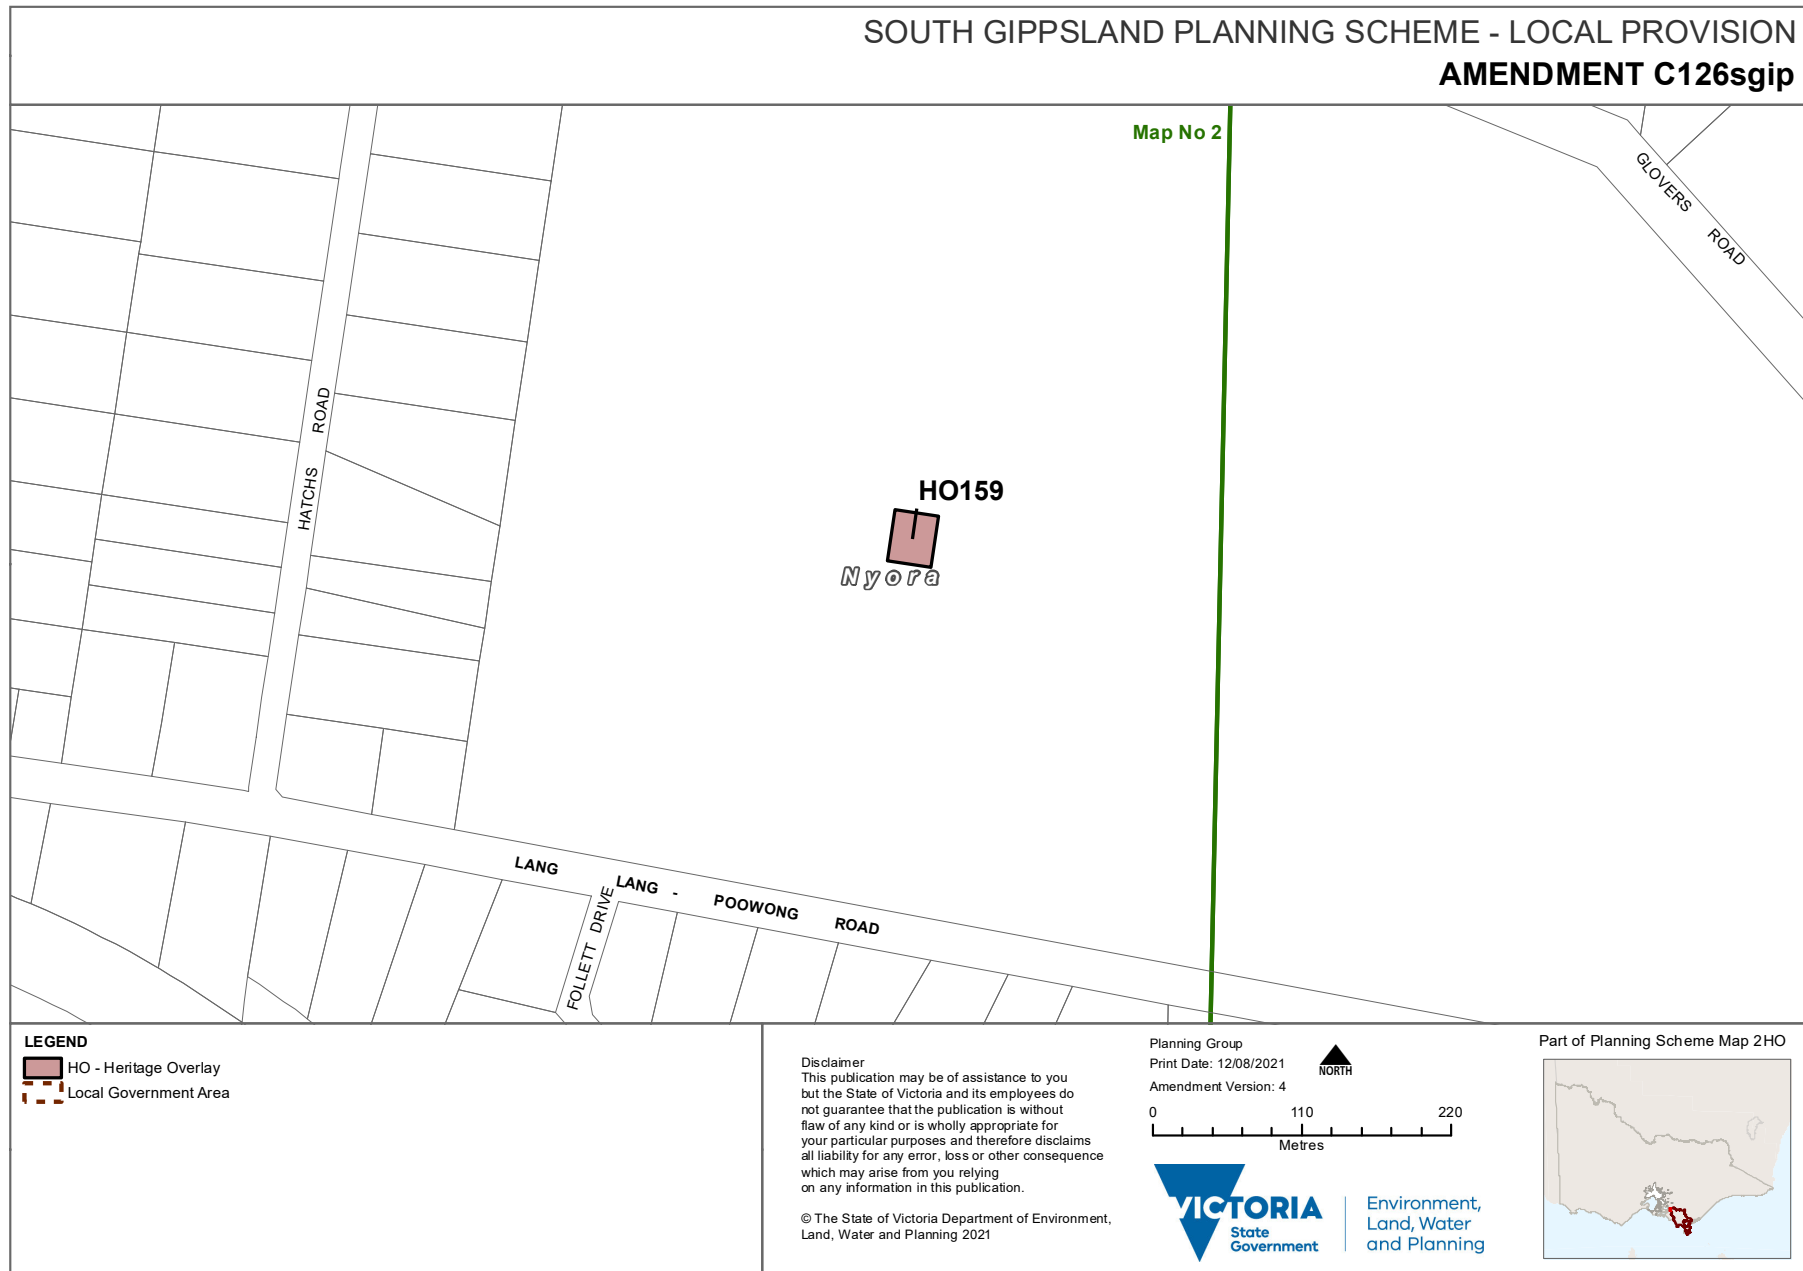 SOUTH GIPPSLAND PLANNING SCHEME - LOCAL PROVISION
AMENDMENT C126sgip
Map No 2
GLOVERS ROAD
HATCHS ROAD
HO159
Nyora
LANG LANG - POOWONG ROAD
FOLLETT DRIVE
LEGEND
HO - Heritage Overlay
Local Government Area
Disclaimer
This publication may be of assistance to you
but the State of Victoria and its employees do
not guarantee that the publication is without
flaw of any kind or is wholly appropriate for
your particular purposes and therefore disclaims
all liability for any error, loss or other consequence
which may arise from you relying
on any information in this publication.
© The State of Victoria Department of Environment,
Land, Water and Planning 2021
Planning Group
Print Date: 12/08/2021
Amendment Version: 4
NORTH
0 110 220
Metres
VICTORIA
State
Government
Environment,
Land, Water
and Planning
Part of Planning Scheme Map 2HO